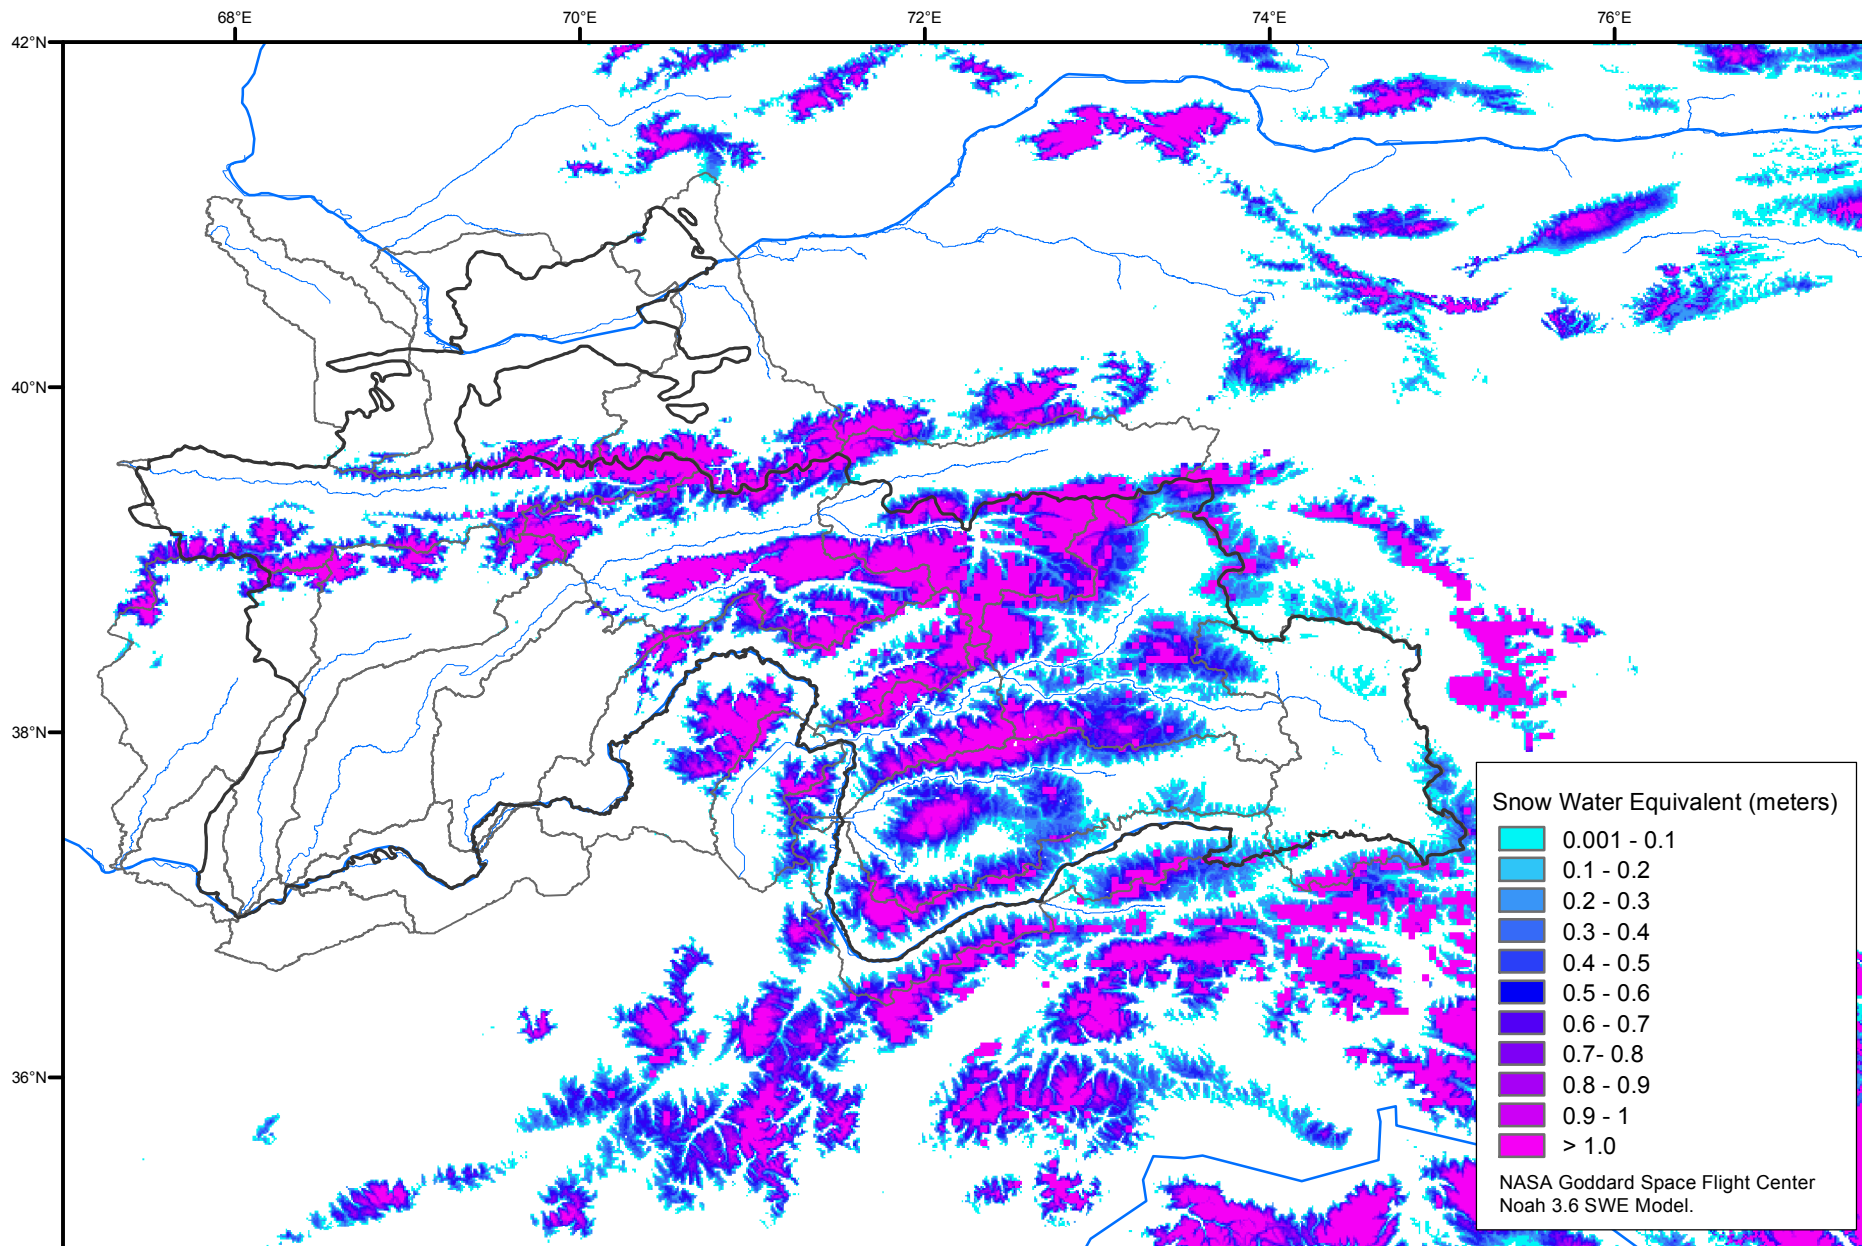 68°E 70°E 72°E 74°E 76°E
42°N
40°N
38°N
36°N
Snow Water Equivalent (meters)
0.001 - 0.1
0.1 - 0.2
0.2 - 0.3
0.3 - 0.4
0.4 - 0.5
0.5 - 0.6
0.6 - 0.7
0.7- 0.8
0.8 - 0.9
0.9 - 1
> 1.0
NASA Goddard Space Flight Center
Noah 3.6 SWE Model.